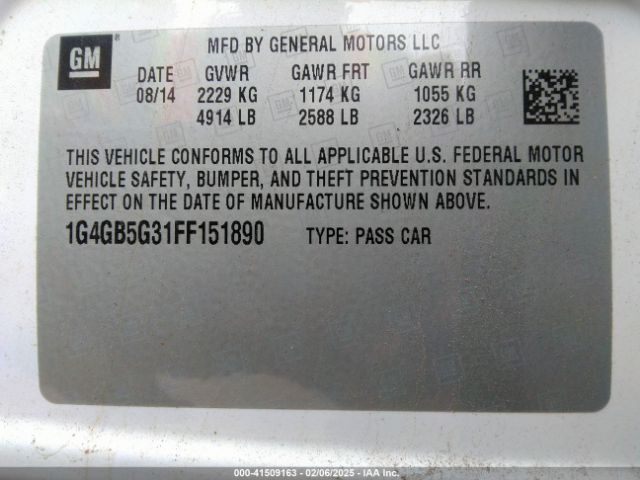 GM
MFD BY GENERAL MOTORS LLC
DATE GVWR GAWR FRT GAWR RR
08/14 2229 KG 1174 KG 1055 KG
4914 LB 2588 LB 2326 LB
THIS VEHICLE CONFORMS TO ALL APPLICABLE U.S. FEDERAL MOTOR
VEHICLE SAFETY, BUMPER, AND THEFT PREVENTION STANDARDS IN
EFFECT ON THE DATE OF MANUFACTURE SHOWN ABOVE.
1G4GB5G31FF151890 TYPE: PASS CAR
000-41509163 - 02/06/2025 - IAA Inc.